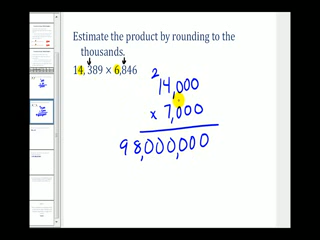 Estimate the product by rounding to the
thousands.
14,389 × 6,846
2
14,000
× 7,000
98,000,000